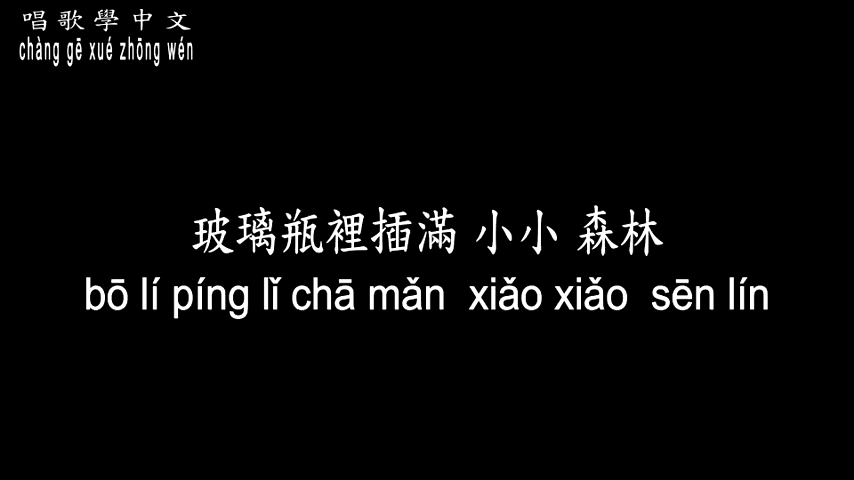 唱歌學中文
chàng gē xué zhōng wén
玻璃瓶裡插滿 小小 森林
bō lí píng lǐ chā mǎn xiǎo xiǎo sēn lín